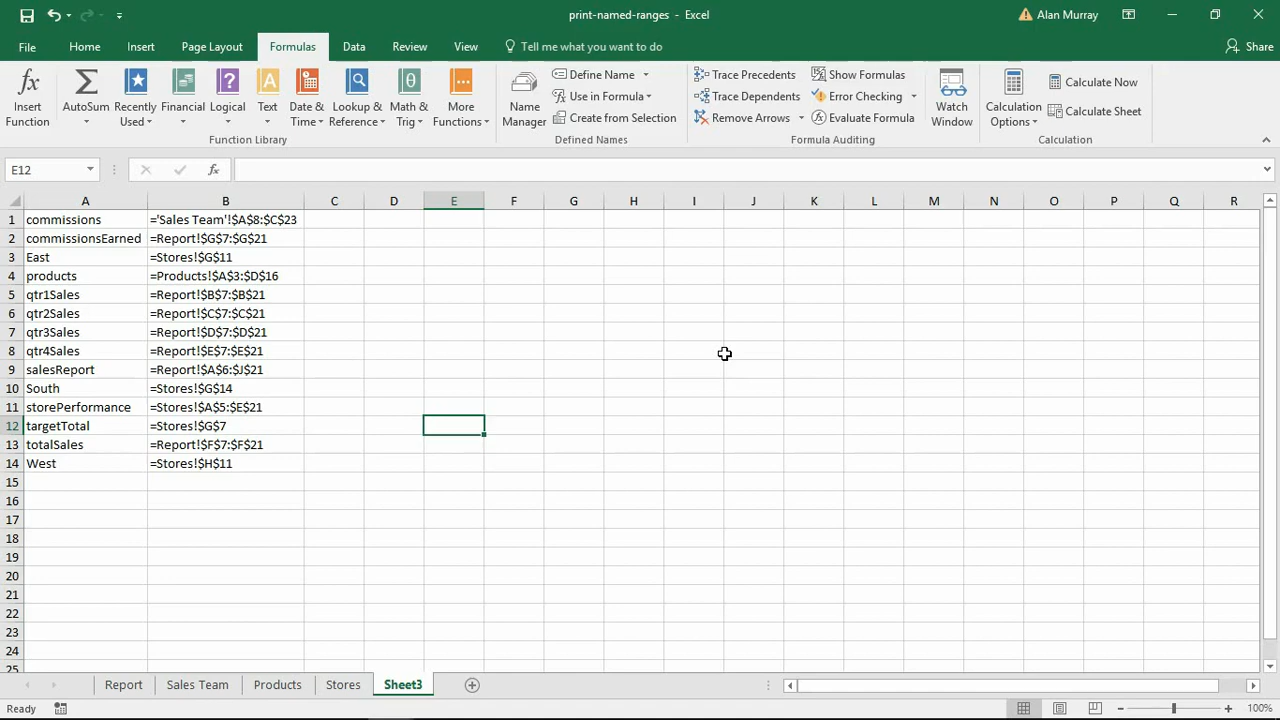 print-named-ranges - Excel
Alan Murray
File Home Insert Page Layout Formulas Data Review View Tell me what you want to do Share
Insert Function
AutoSum
Recently Used
Financial
Logical
Text
Date & Time
Lookup & Reference
Math & Trig
More Functions
Name Manager
Define Name
Use in Formula
Create from Selection
Trace Precedents
Trace Dependents
Remove Arrows
Show Formulas
Error Checking
Evaluate Formula
Watch Window
Calculation Options
Calculate Now
Calculate Sheet
Function Library Defined Names Formula Auditing Calculation
E12 fx
A B C D E F G H I J K L M N O P Q R
1 commissions ='Sales Team'!$A$8:$C$23
2 commissionsEarned =Report!$G$7:$G$21
3 East =Stores!$G$11
4 products =Products!$A$3:$D$16
5 qtr1Sales =Report!$B$7:$B$21
6 qtr2Sales =Report!$C$7:$C$21
7 qtr3Sales =Report!$D$7:$D$21
8 qtr4Sales =Report!$E$7:$E$21
9 salesReport =Report!$A$6:$J$21
10 South =Stores!$G$14
11 storePerformance =Stores!$A$5:$E$21
12 targetTotal =Stores!$G$7
13 totalSales =Report!$F$7:$F$21
14 West =Stores!$H$11
15
16
17
18
19
20
21
22
23
24
25
Report Sales Team Products Stores Sheet3
Ready 100%